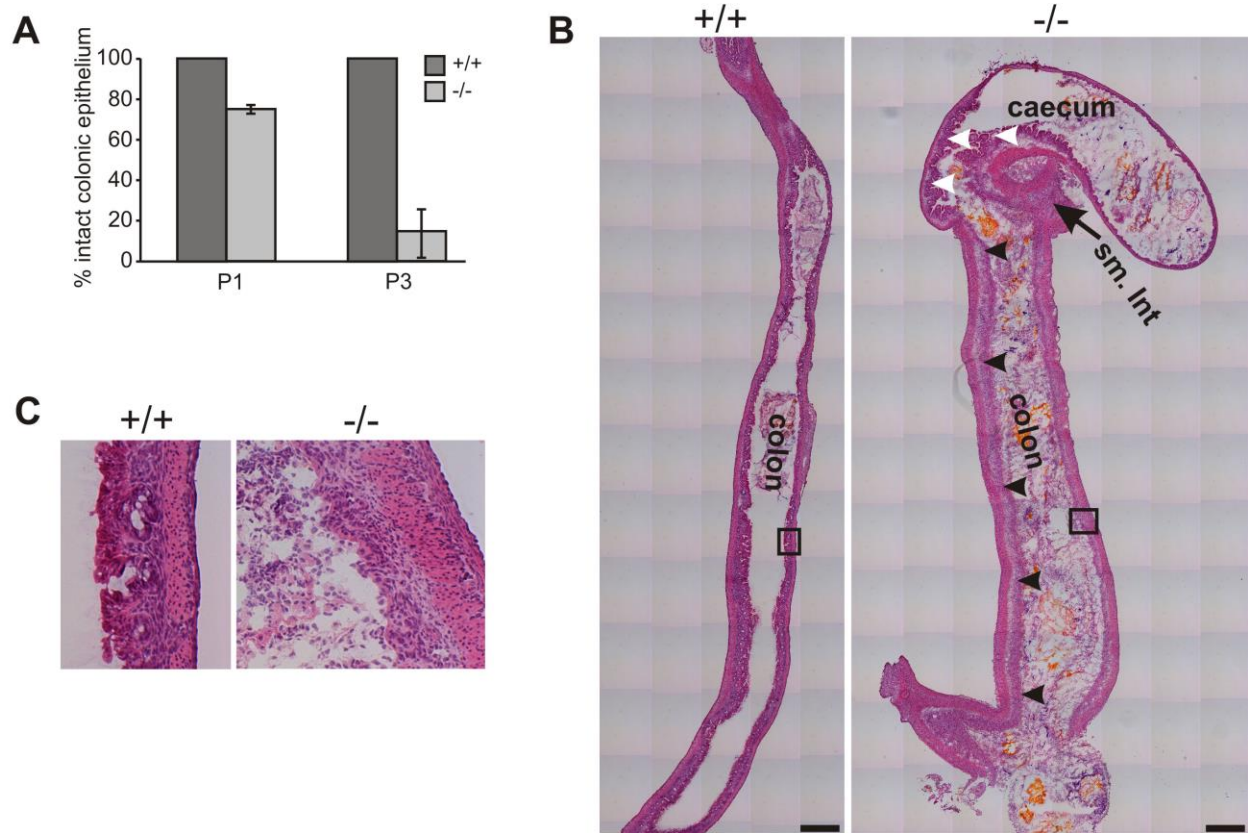 A
% intact colonic epithelium
100
80
60
40
20
0
P1
P3
+/+
-/-
B
+/+
-/-
colon
caecum
sm. Int
colon
C
+/+
-/-